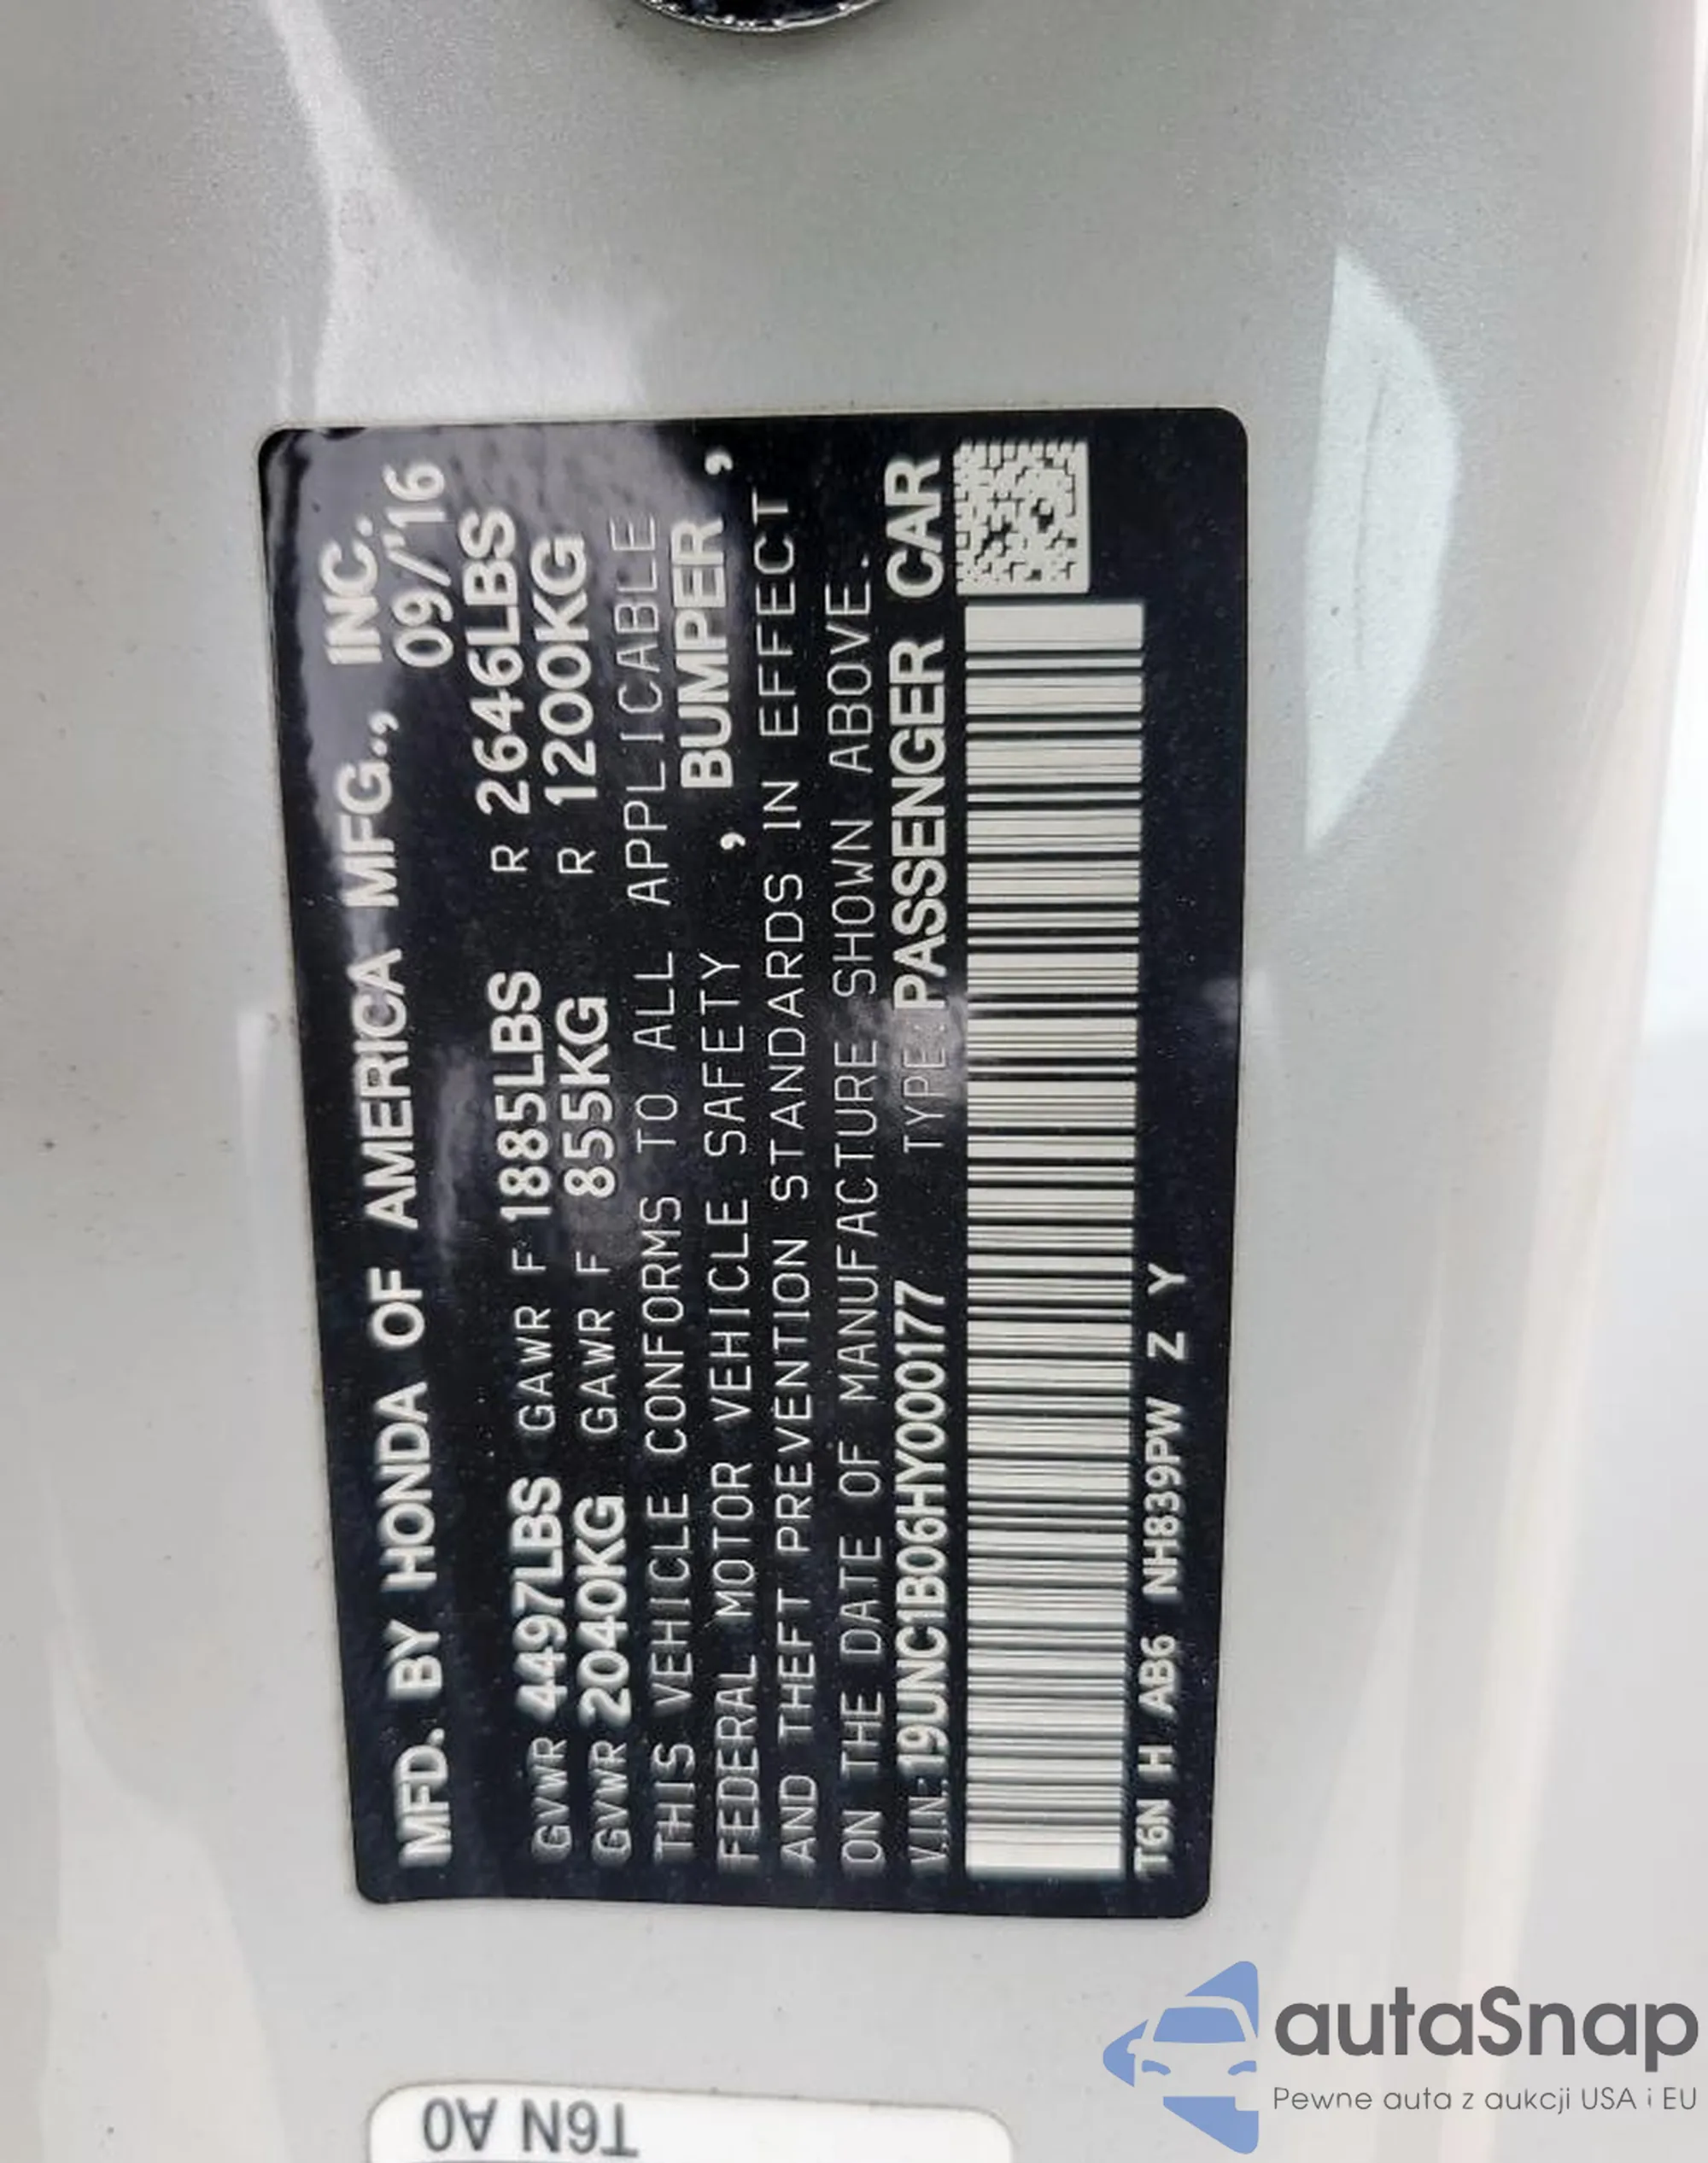 MFD. BY HONDA OF AMERICA MFG., INC.
09/'16
GVWR 4497LBS GAWR F 1885LBS R 2646LBS
GVWR 2040KG GAWR F 855KG R 1200KG
THIS VEHICLE CONFORMS TO ALL APPLICABLE
FEDERAL MOTOR VEHICLE SAFETY , BUMPER ,
AND THEFT PREVENTION STANDARDS IN EFFECT
ON THE DATE OF MANUFACTURE SHOWN ABOVE.
V.I.N.: 19UNC1B06HY000177 TYPE: PASSENGER CAR
T6N H AB6 NH839PW Z Y
T6N A0
autaSnap
Pewne auta z aukcji USA i EU